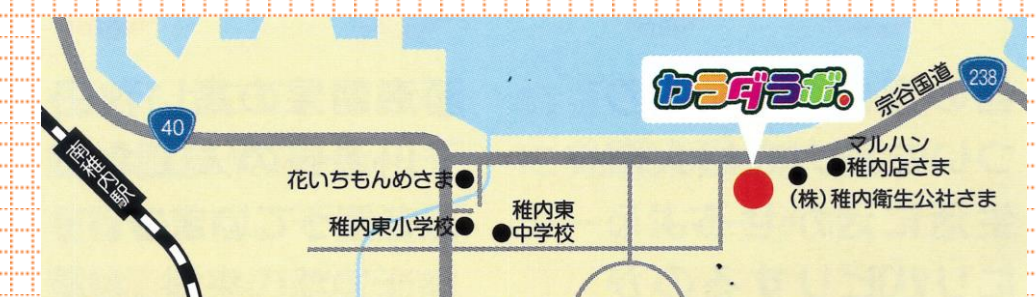 カラダラボ。
宗谷国道
238
40
南稚内駅
マルハン
稚内店さま
(株)稚内衛生公社さま
花いちもんめさま
稚内東小学校
稚内東
中学校